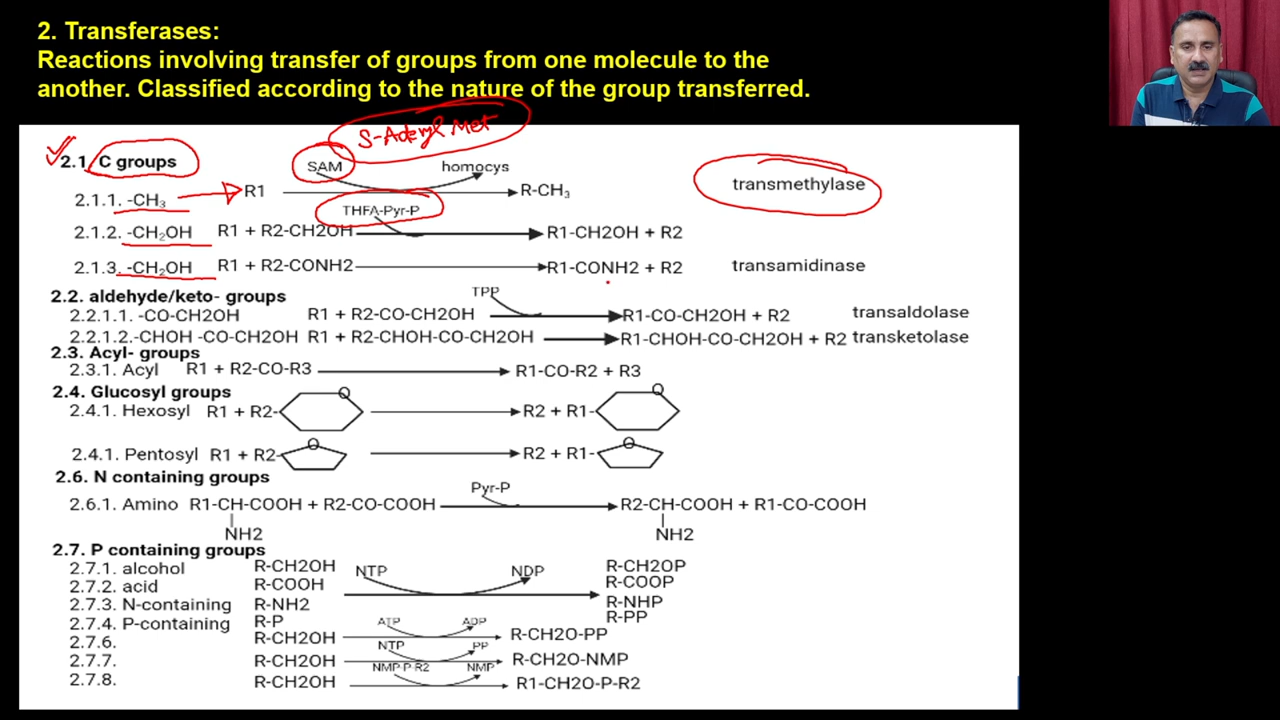 2. Transferases:
Reactions involving transfer of groups from one molecule to the
another. Classified according to the nature of the group transferred.
S-Adenyl Met
2.1 C groups
SAM homocys
2.1.1. -CH₃ R1 R-CH₃ transmethylase
THFA-Pyr-P
2.1.2. -CH₂OH R1 + R2-CH2OH R1-CH2OH + R2
2.1.3. -CH₂OH R1 + R2-CONH2 R1-CONH2 + R2 transamidinase
2.2. aldehyde/keto- groups TPP
2.2.1.1. -CO-CH2OH R1 + R2-CO-CH2OH R1-CO-CH2OH + R2 transaldolase
2.2.1.2.-CHOH -CO-CH2OH R1 + R2-CHOH-CO-CH2OH R1-CHOH-CO-CH2OH + R2 transketolase
2.3. Acyl- groups
2.3.1. Acyl R1 + R2-CO-R3 R1-CO-R2 + R3
2.4. Glucosyl groups
O O
2.4.1. Hexosyl R1 + R2- R2 + R1-
O O
2.4.1. Pentosyl R1 + R2- R2 + R1-
2.6. N containing groups
Pyr-P
2.6.1. Amino R1-CH-COOH + R2-CO-COOH R2-CH-COOH + R1-CO-COOH
NH2 NH2
2.7. P containing groups
2.7.1. alcohol R-CH2OH NTP NDP R-CH2OP
2.7.2. acid R-COOH R-COOP
2.7.3. N-containing R-NH2 R-NHP
2.7.4. P-containing R-P R-PP
ATP ADP
2.7.6. R-CH2OH R-CH2O-PP
NTP PP
2.7.7. R-CH2OH R-CH2O-NMP
NMP-P-R2 NMP
2.7.8. R-CH2OH R1-CH2O-P-R2